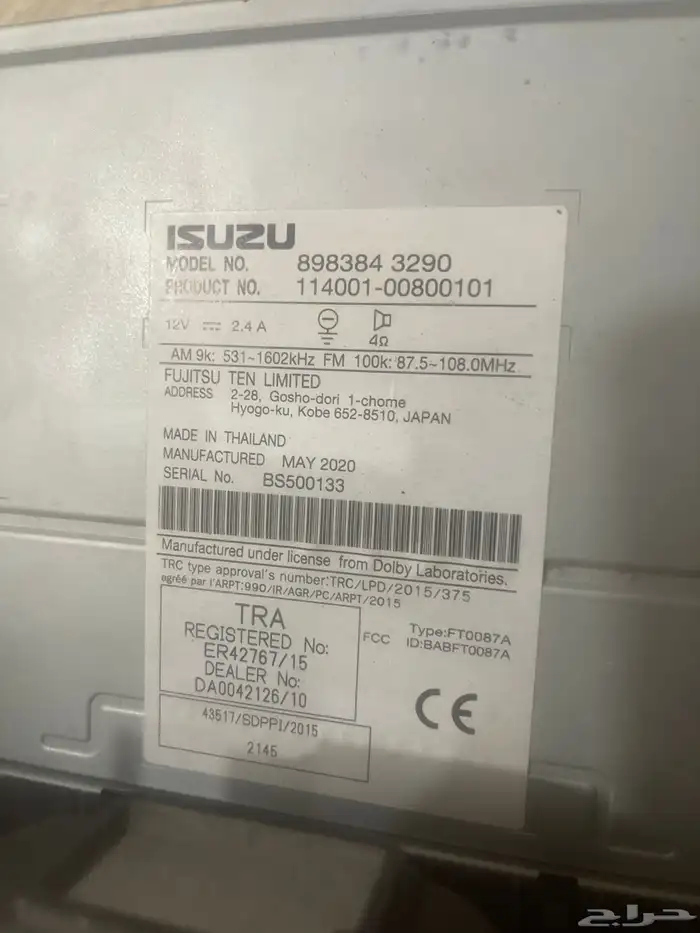 ISUZU
MODEL NO. 898384 3290
PRODUCT NO. 114001-00800101
12V ⎓ 2.4 A 4Ω
AM 9k: 531~1602kHz FM 100k: 87.5~108.0MHz
FUJITSU TEN LIMITED
ADDRESS 2-28, Gosho-dori 1-chome
Hyogo-ku, Kobe 652-8510, JAPAN
MADE IN THAILAND
MANUFACTURED MAY 2020
SERIAL No. BS500133
Manufactured under license from Dolby Laboratories.
TRC type approval's number:TRC/LPD/2015/375
agréé par l'ARPT:990/IR/AGR/PC/ARPT/2015
TRA
REGISTERED No:
ER42767/15
DEALER No:
DA0042126/10
FCC Type:FT0087A
ID:BABFT0087A
CE
43517/SDPPI/2015
2145
حراج